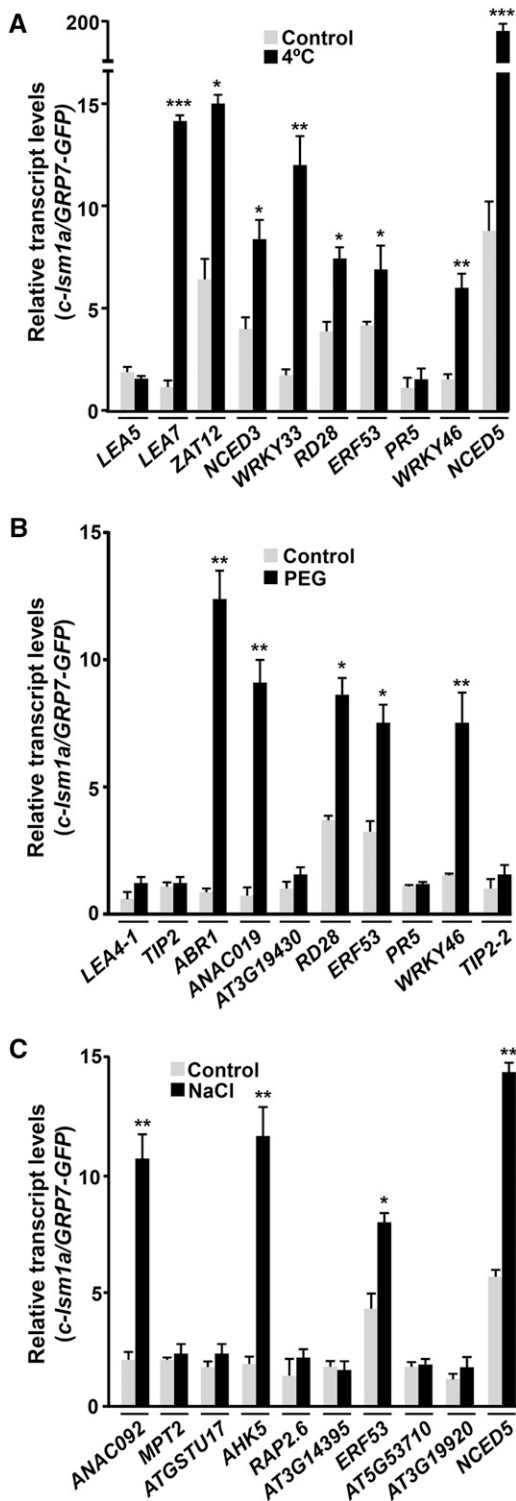 A
200
Control
4ºC
***
*
*
**
*
*
**
***
15
10
5
0
Relative transcript levels
(c-lsm1a/GRP7-GFP)
LEA5
LEA7
ZAT12
NCED3
WRKY33
RD28
ERF53
PR5
WRKY46
NCED5
B
15
Control
PEG
**
**
*
*
**
10
5
0
Relative transcript levels
(c-lsm1a/GRP7-GFP)
LEA4-1
TIP2
ABR1
ANAC019
AT3G19430
RD28
ERF53
PR5
WRKY46
TIP2-2
C
15
Control
NaCl
**
**
*
**
10
5
0
Relative transcript levels
(c-lsm1a/GRP7-GFP)
ANAC092
MPT2
ATGSTU17
AHK5
RAP2.6
AT3G14395
ERF53
AT5G53710
AT3G19920
NCED5